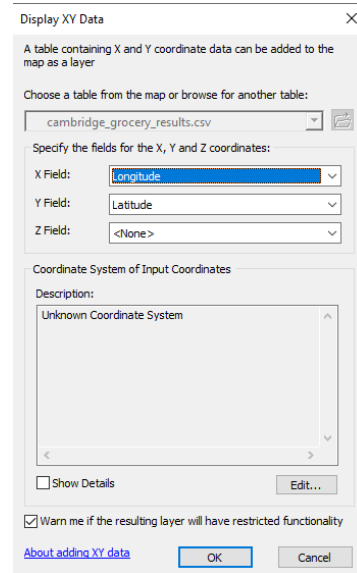 Display XY Data
A table containing X and Y coordinate data can be added to the
map as a layer
Choose a table from the map or browse for another table:
cambridge_grocery_results.csv
Specify the fields for the X, Y and Z coordinates:
X Field: Longitude
Y Field: Latitude
Z Field: <None>
Coordinate System of Input Coordinates
Description:
Unknown Coordinate System
Show Details Edit...
Warn me if the resulting layer will have restricted functionality
About adding XY data OK Cancel